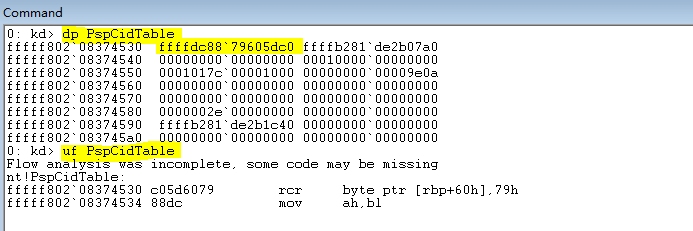 Command
0: kd> dp PspCidTable
fffff802`08374530  ffffdc88`79605dc0 ffffb281`de2b07a0
fffff802`08374540  00000000`00000000 00010000`00000000
fffff802`08374550  0001017c`00001000 00000000`00009e0a
fffff802`08374560  00000000`00000000 00000000`00000000
fffff802`08374570  00000000`00000000 00000000`00000000
fffff802`08374580  0000002e`00000000 00000000`00000000
fffff802`08374590  ffffb281`de2b1c40 00000000`00000000
fffff802`083745a0  00000000`00000000 00000000`00000000
0: kd> uf PspCidTable
Flow analysis was incomplete, some code may be missing
nt!PspCidTable:
fffff802`08374530 c05d6079        rcr     byte ptr [rbp+60h],79h
fffff802`08374534 88dc            mov     ah,bl